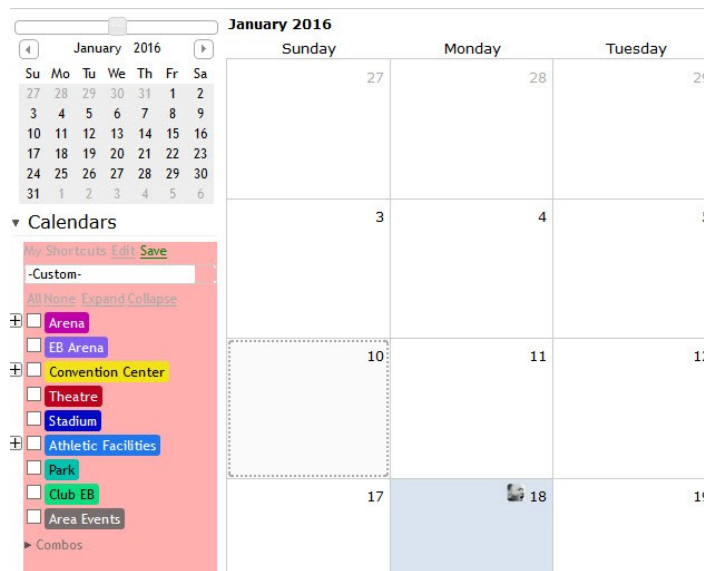 January 2016
January 2016
Sunday Monday Tuesday
Su Mo Tu We Th Fr Sa
27 28 29 30 31 1 2
3 4 5 6 7 8 9
10 11 12 13 14 15 16
17 18 19 20 21 22 23
24 25 26 27 28 29 30
31 1 2 3 4 5 6
Calendars
My Shortcuts Edit Save
-Custom-
All None Expand Collapse
Arena
EB Arena
Convention Center
Theatre
Stadium
Athletic Facilities
Park
Club EB
Area Events
Combos
27 28
3 4
10 11
17 18